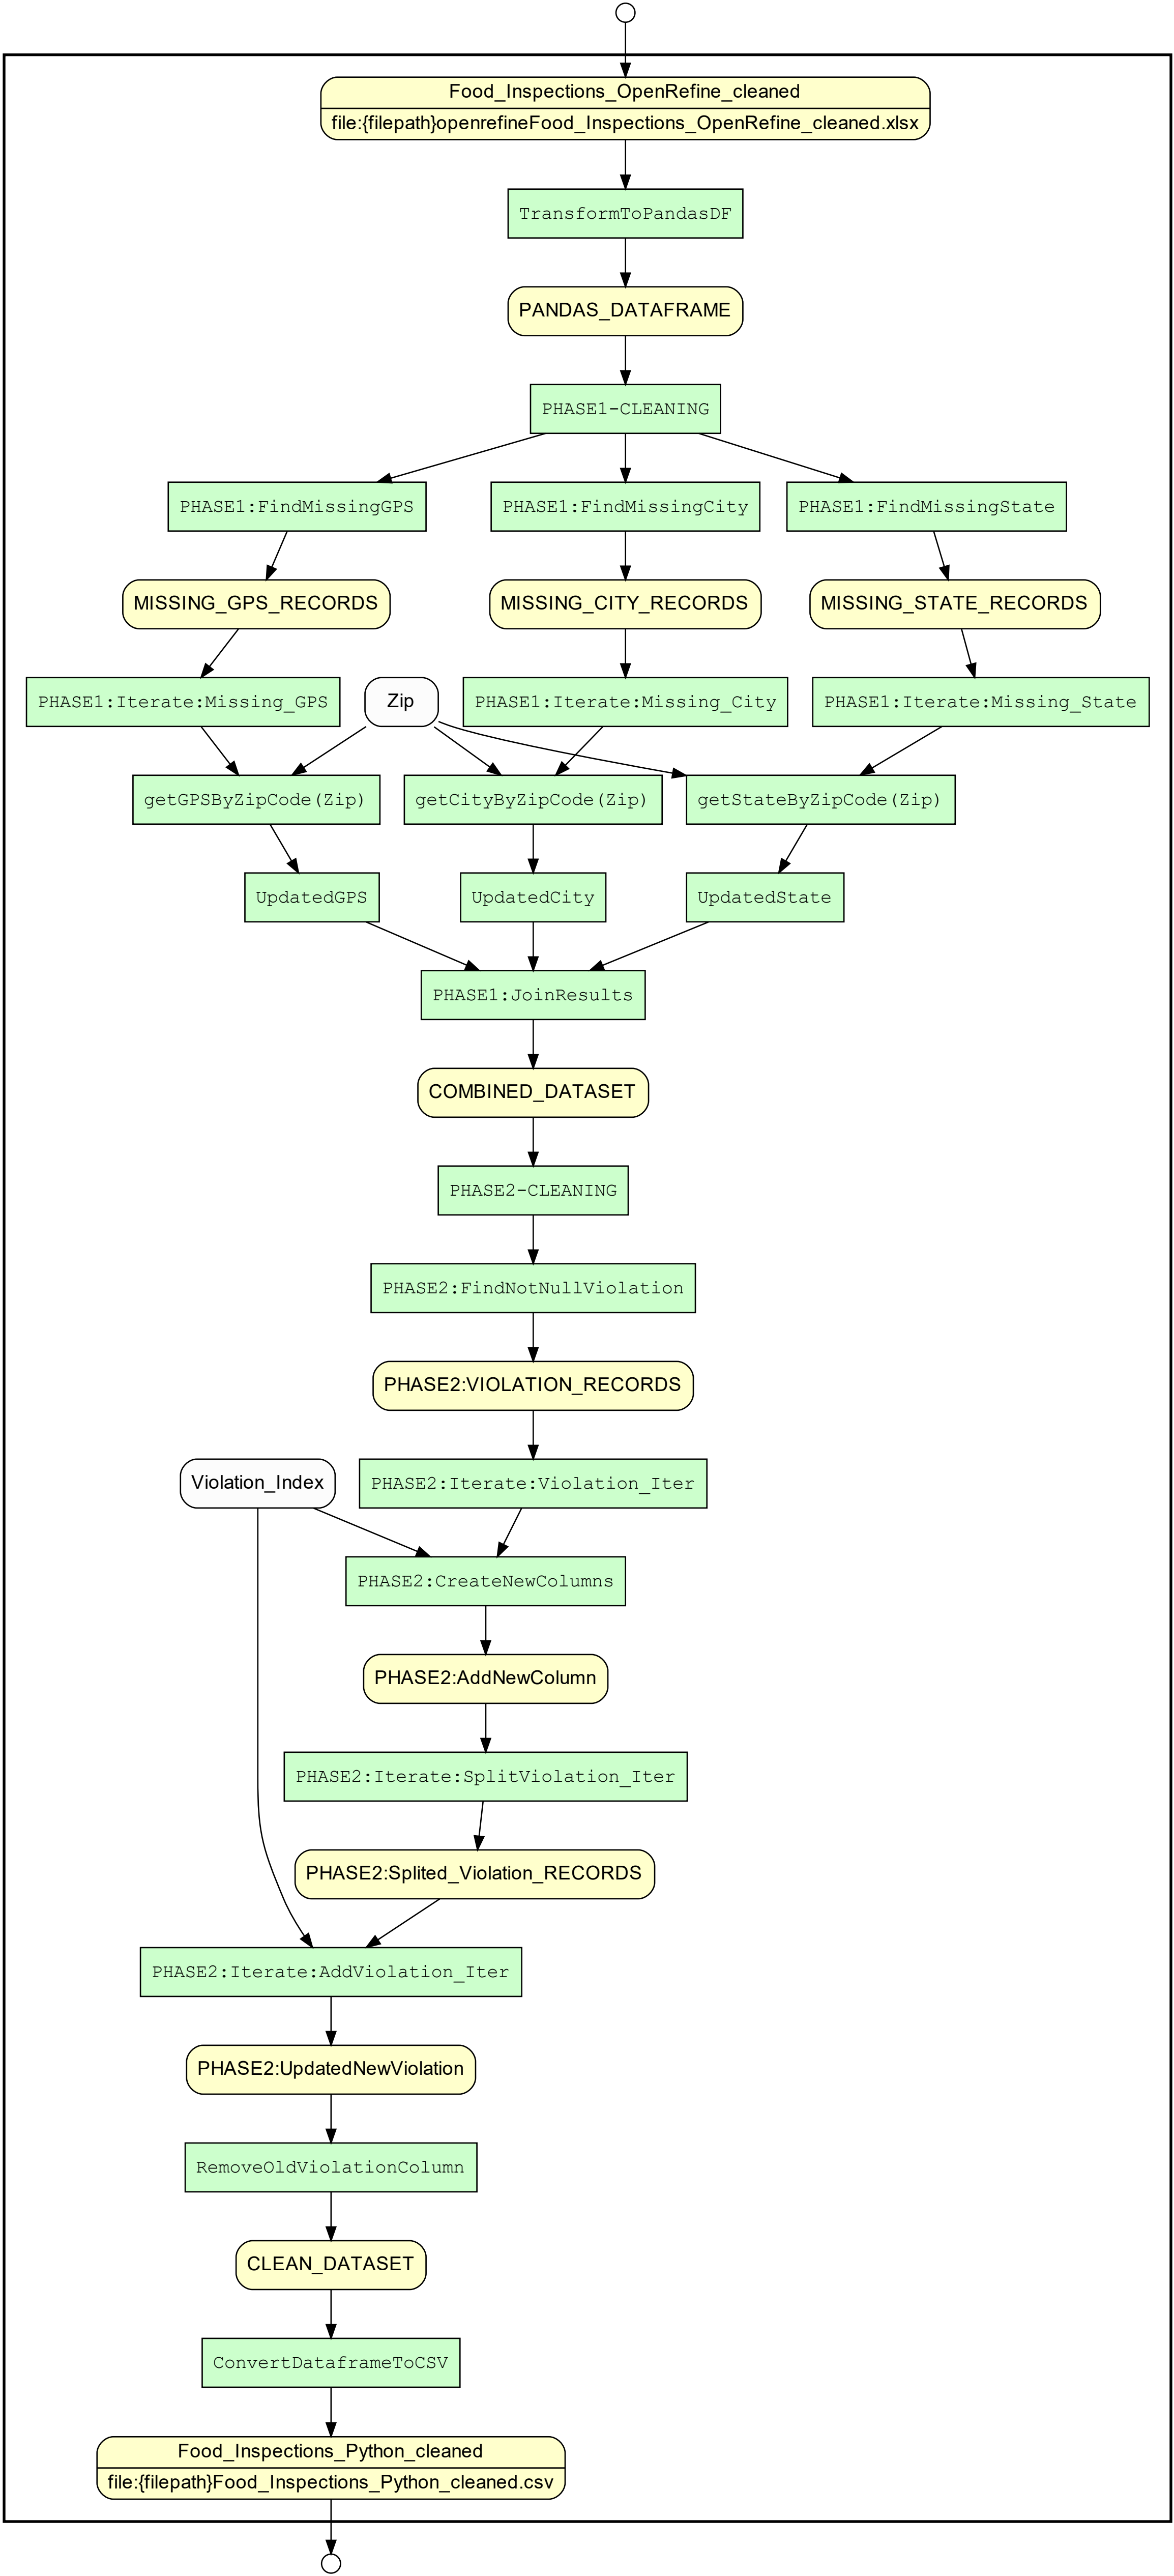 Food_Inspections_OpenRefine_cleaned
file:{filepath}openrefineFood_Inspections_OpenRefine_cleaned.xlsx
TransformToPandasDF
PANDAS_DATAFRAME
PHASE1-CLEANING
PHASE1:FindMissingGPS
PHASE1:FindMissingCity
PHASE1:FindMissingState
MISSING_GPS_RECORDS
MISSING_CITY_RECORDS
MISSING_STATE_RECORDS
PHASE1:Iterate:Missing_GPS
Zip
PHASE1:Iterate:Missing_City
PHASE1:Iterate:Missing_State
getGPSByZipCode(Zip)
getCityByZipCode(Zip)
getStateByZipCode(Zip)
UpdatedGPS
UpdatedCity
UpdatedState
PHASE1:JoinResults
COMBINED_DATASET
PHASE2-CLEANING
PHASE2:FindNotNullViolation
PHASE2:VIOLATION_RECORDS
Violation_Index
PHASE2:Iterate:Violation_Iter
PHASE2:CreateNewColumns
PHASE2:AddNewColumn
PHASE2:Iterate:SplitViolation_Iter
PHASE2:Splited_Violation_RECORDS
PHASE2:Iterate:AddViolation_Iter
PHASE2:UpdatedNewViolation
RemoveOldViolationColumn
CLEAN_DATASET
ConvertDataframeToCSV
Food_Inspections_Python_cleaned
file:{filepath}Food_Inspections_Python_cleaned.csv